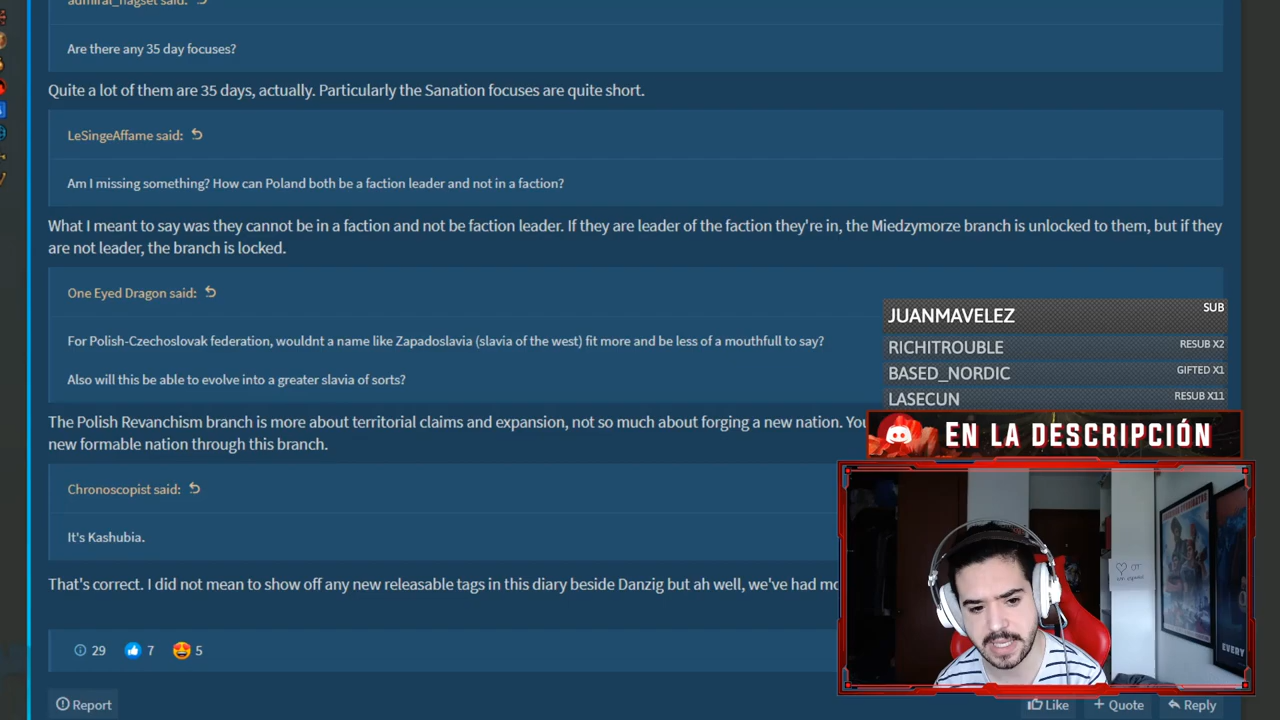 admiral_nagset said:
Are there any 35 day focuses?
Quite a lot of them are 35 days, actually. Particularly the Sanation focuses are quite short.
LeSingeAffame said:
Am I missing something? How can Poland both be a faction leader and not in a faction?
What I meant to say was they cannot be in a faction and not be faction leader. If they are leader of the faction they're in, the Miedzymorze branch is unlocked to them, but if they
are not leader, the branch is locked.
One Eyed Dragon said:
For Polish-Czechoslovak federation, wouldnt a name like Zapadoslavia (slavia of the west) fit more and be less of a mouthfull to say?
Also will this be able to evolve into a greater slavia of sorts?
The Polish Revanchism branch is more about territorial claims and expansion, not so much about forging a new nation. You
new formable nation through this branch.
Chronoscopist said:
It's Kashubia.
That's correct. I did not mean to show off any new releasable tags in this diary beside Danzig but ah well, we've had
29 7 5
Report
Like Quote Reply
JUANMAVELEZ SUB
RICHITROUBLE RESUB X2
BASED_NORDIC GIFTED X1
LASECUN RESUB X11
EN LA DESCRIPCIÓN
EVERY